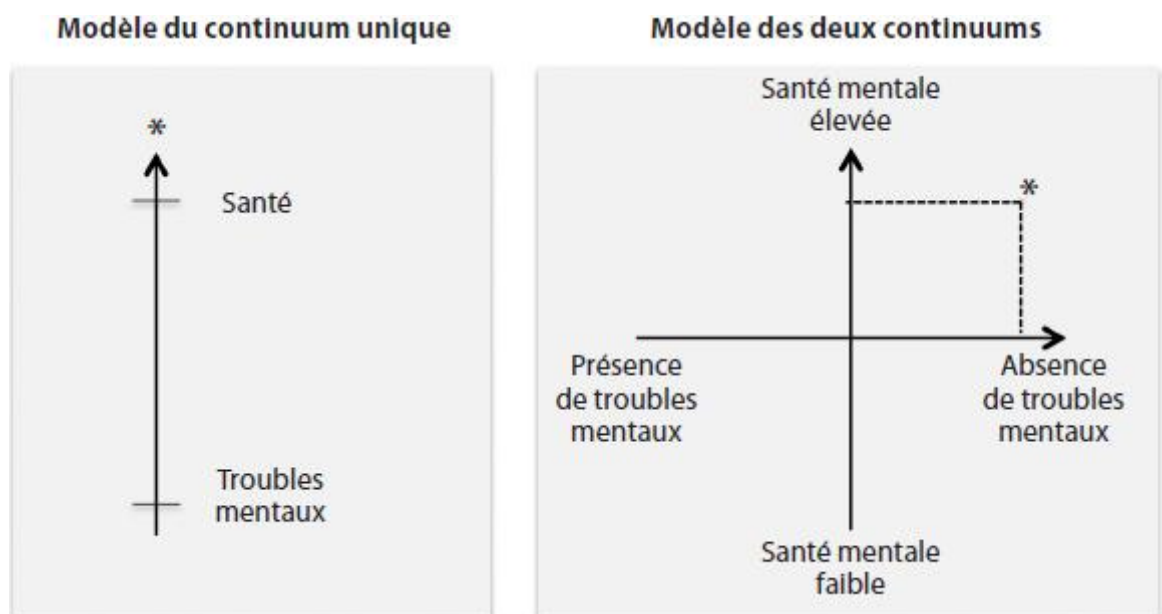 Modèle du continuum unique
*
Santé
Troubles
mentaux
Modèle des deux continuums
Santé mentale
élevée
*
Présence
de troubles
mentaux
Absence
de troubles
mentaux
Santé mentale
faible